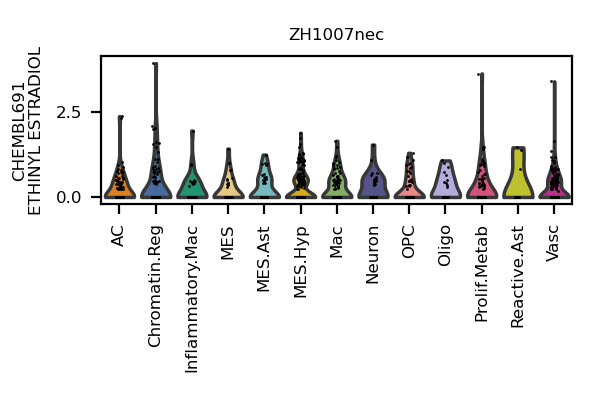 ZH1007nec
CHEMBL691
ETHINYL ESTRADIOL
2.5
0.0
AC
Chromatin.Reg
Inflammatory.Mac
MES
MES.Ast
MES.Hyp
Mac
Neuron
OPC
Oligo
Prolif.Metab
Reactive.Ast
Vasc